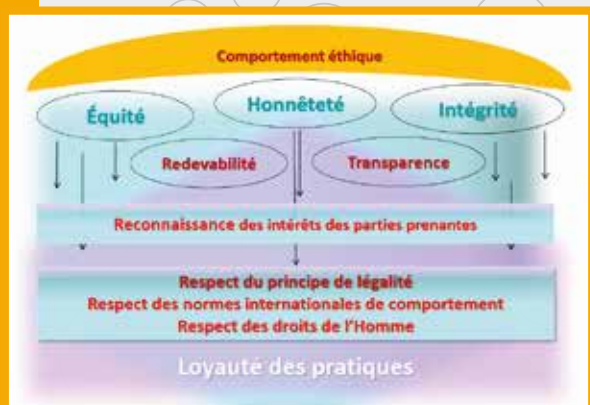 Comportement éthique
Équité
Honnêteté
Intégrité
Redevabilité
Transparence
Reconnaissance des intérêts des parties prenantes
Respect du principe de légalité
Respect des normes internationales de comportement
Respect des droits de l'Homme
Loyauté des pratiques